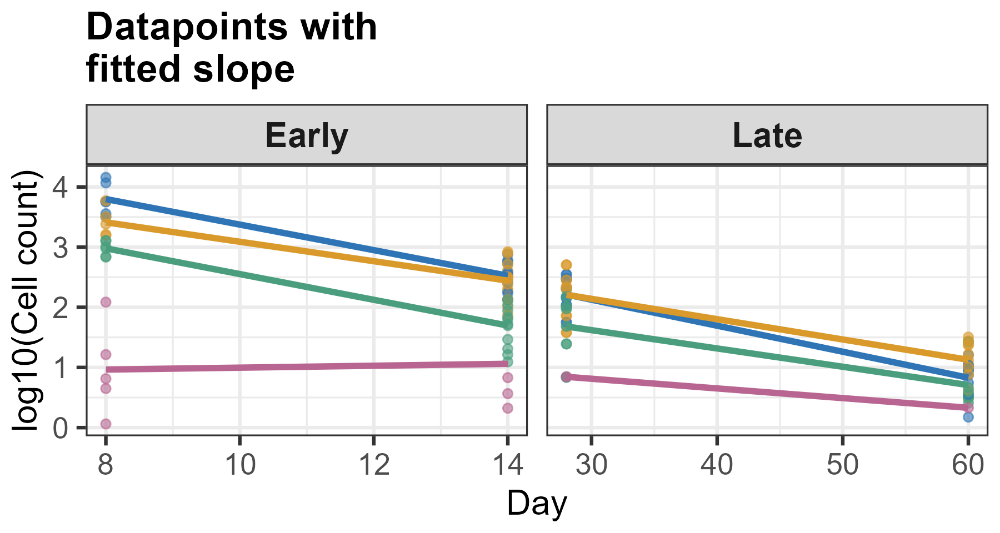 Datapoints with
fitted slope
Early
Late
log10(Cell count)
4
3
2
1
0
8 10 12 14
30 40 50 60
Day